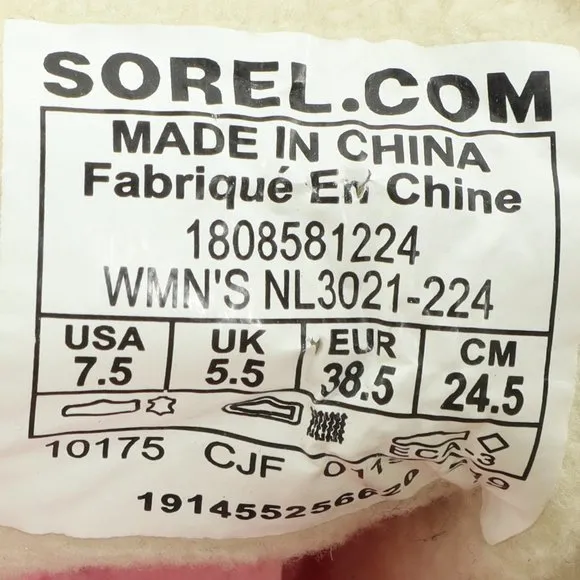 SOREL.COM
MADE IN CHINA
Fabriqué En Chine
1808581224
WMN'S NL3021-224
USA UK EUR CM
7.5 5.5 38.5 24.5
10175 CJF